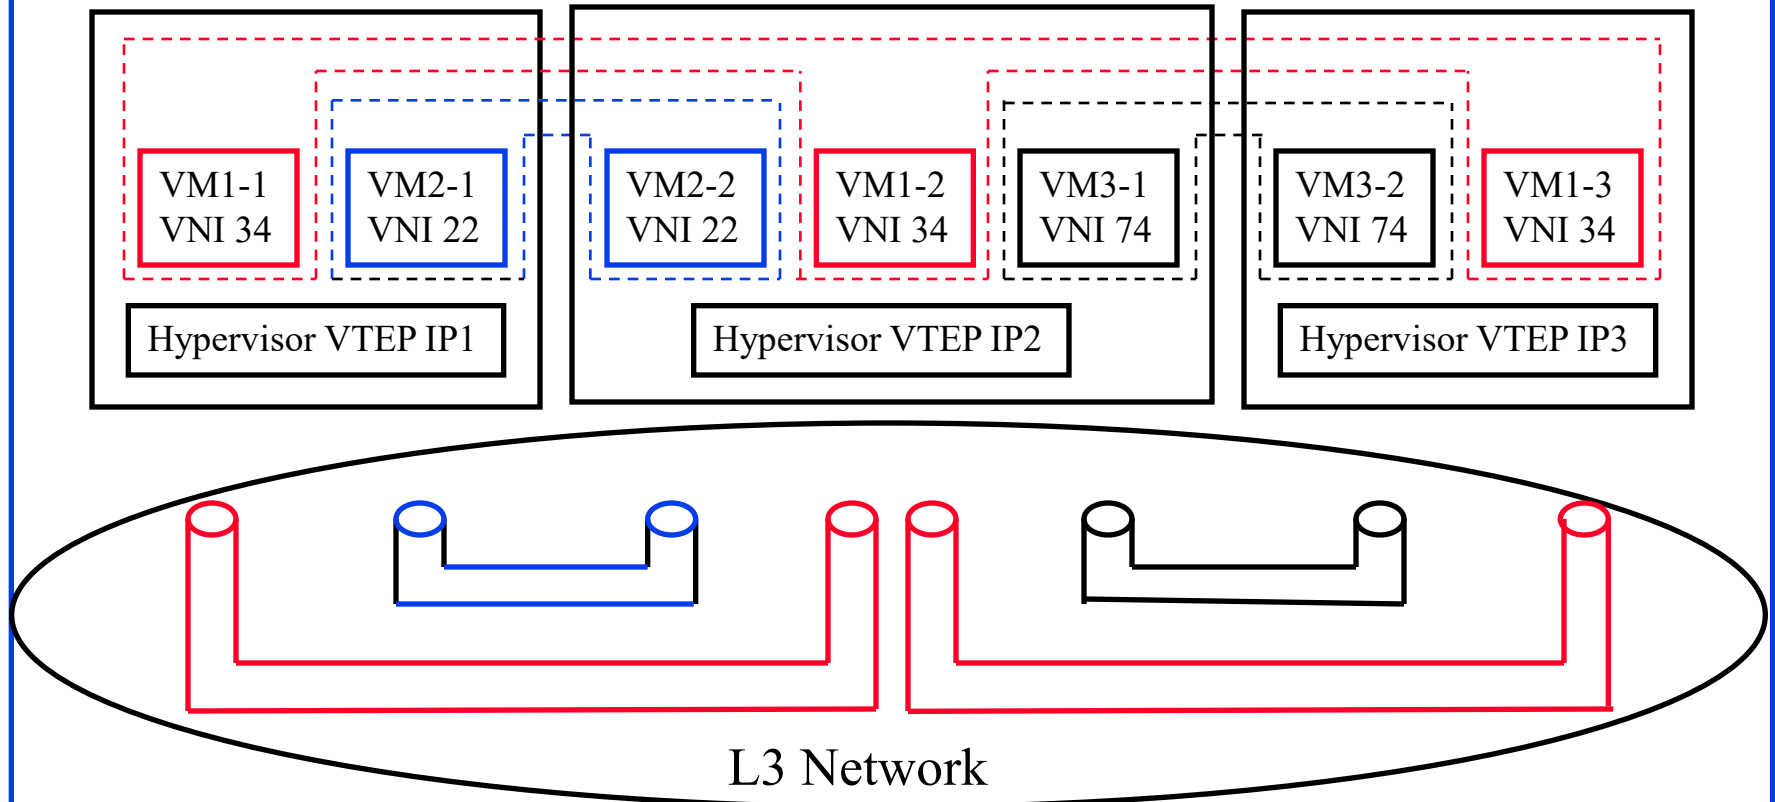 VM1-1
VNI 34
VM2-1
VNI 22
VM2-2
VNI 22
VM1-2
VNI 34
VM3-1
VNI 74
VM3-2
VNI 74
VM1-3
VNI 34
Hypervisor VTEP IP1
Hypervisor VTEP IP2
Hypervisor VTEP IP3
L3 Network